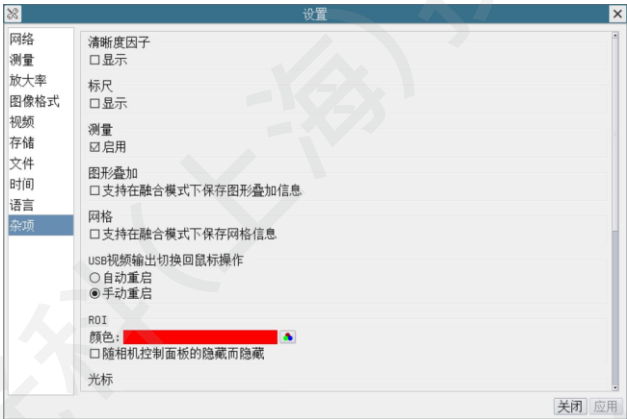 设置
网络
测量
放大率
图像格式
视频
存储
文件
时间
语言
杂项
清晰度因子
显示
标尺
显示
测量
启用
图形叠加
支持在融合模式下保存图形叠加信息
网格
支持在融合模式下保存网格信息
USB视频输出切换回鼠标操作
自动重启
手动重启
ROI
颜色:
随相机控制面板的隐藏而隐藏
光标
关闭 应用
科(上海)